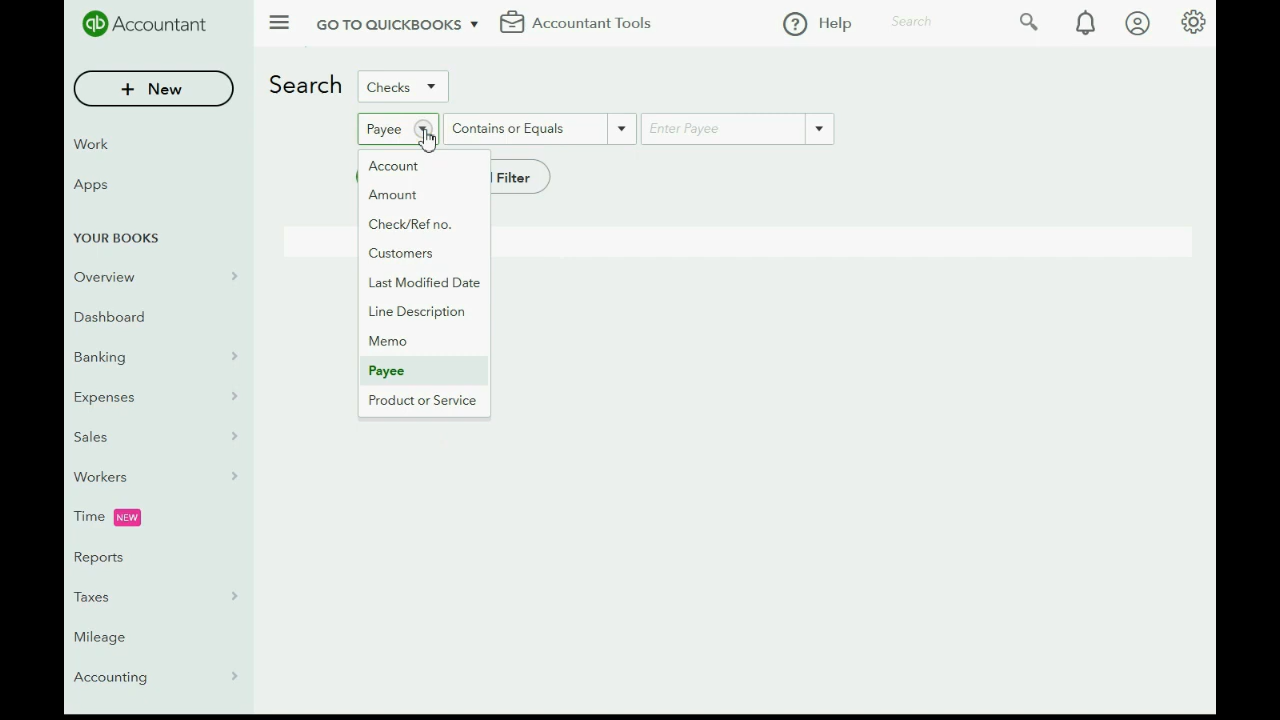 qb Accountant
GO TO QUICKBOOKS
Accountant Tools
Help
Search
+ New
Search
Checks
Payee
Contains or Equals
Enter Payee
Work
Apps
Filter
YOUR BOOKS
Overview
Dashboard
Banking
Expenses
Sales
Workers
Time NEW
Reports
Taxes
Mileage
Accounting
Account
Amount
Check/Ref no.
Customers
Last Modified Date
Line Description
Memo
Payee
Product or Service